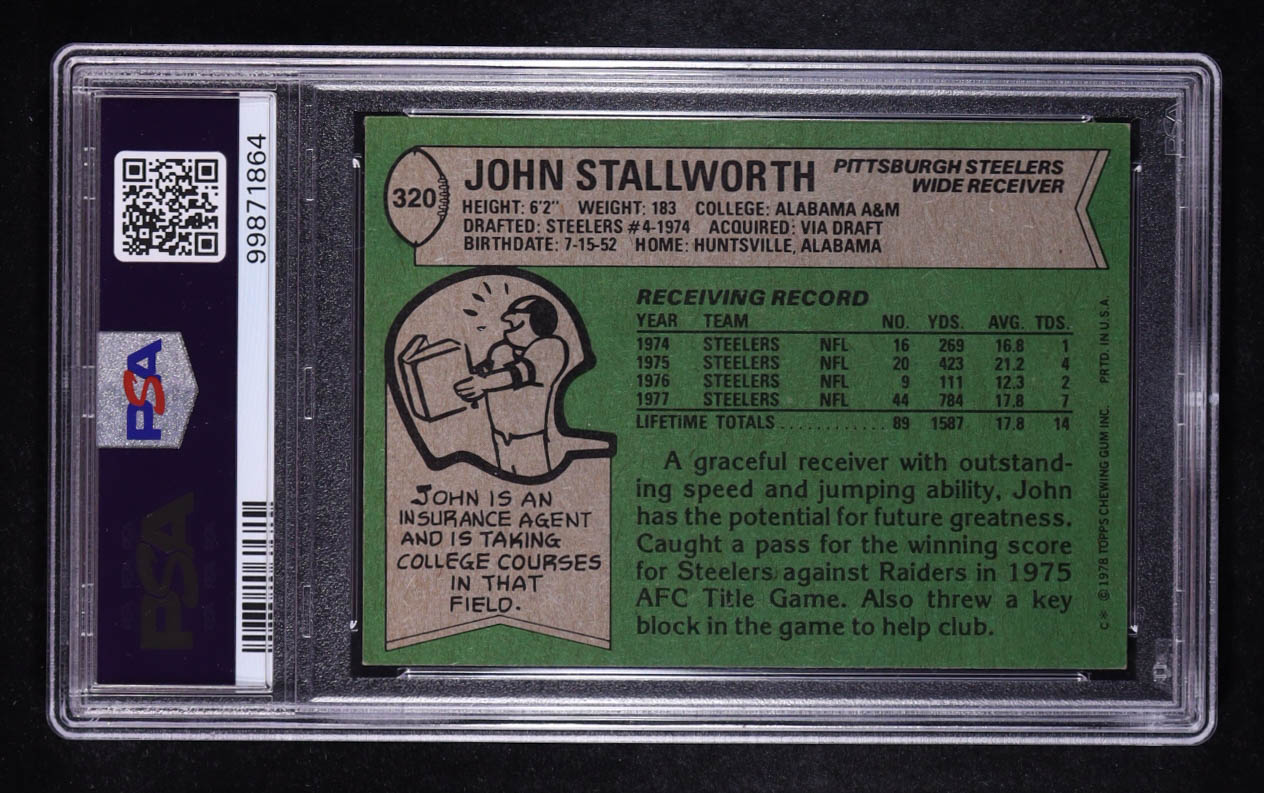 99871864
PSA
PSA
320
JOHN STALLWORTH
PITTSBURGH STEELERS
WIDE RECEIVER
HEIGHT: 6'2" WEIGHT: 183 COLLEGE: ALABAMA A&M
DRAFTED: STEELERS #4-1974 ACQUIRED: VIA DRAFT
BIRTHDATE: 7-15-52 HOME: HUNTSVILLE, ALABAMA
JOHN IS AN
INSURANCE AGENT
AND IS TAKING
COLLEGE COURSES
IN THAT
FIELD.
RECEIVING RECORD
YEAR TEAM NO. YDS. AVG. TDS.
1974 STEELERS NFL 16 269 16.8 1
1975 STEELERS NFL 20 423 21.2 4
1976 STEELERS NFL 9 111 12.3 2
1977 STEELERS NFL 44 784 17.8 7
LIFETIME TOTALS............ 89 1587 17.8 14
A graceful receiver with outstand-
ing speed and jumping ability, John
has the potential for future greatness.
Caught a pass for the winning score
for Steelers against Raiders in 1975
AFC Title Game. Also threw a key
block in the game to help club.
C* ©1978 TOPPS CHEWING GUM INC. PRTD. IN U.S.A.
PSA